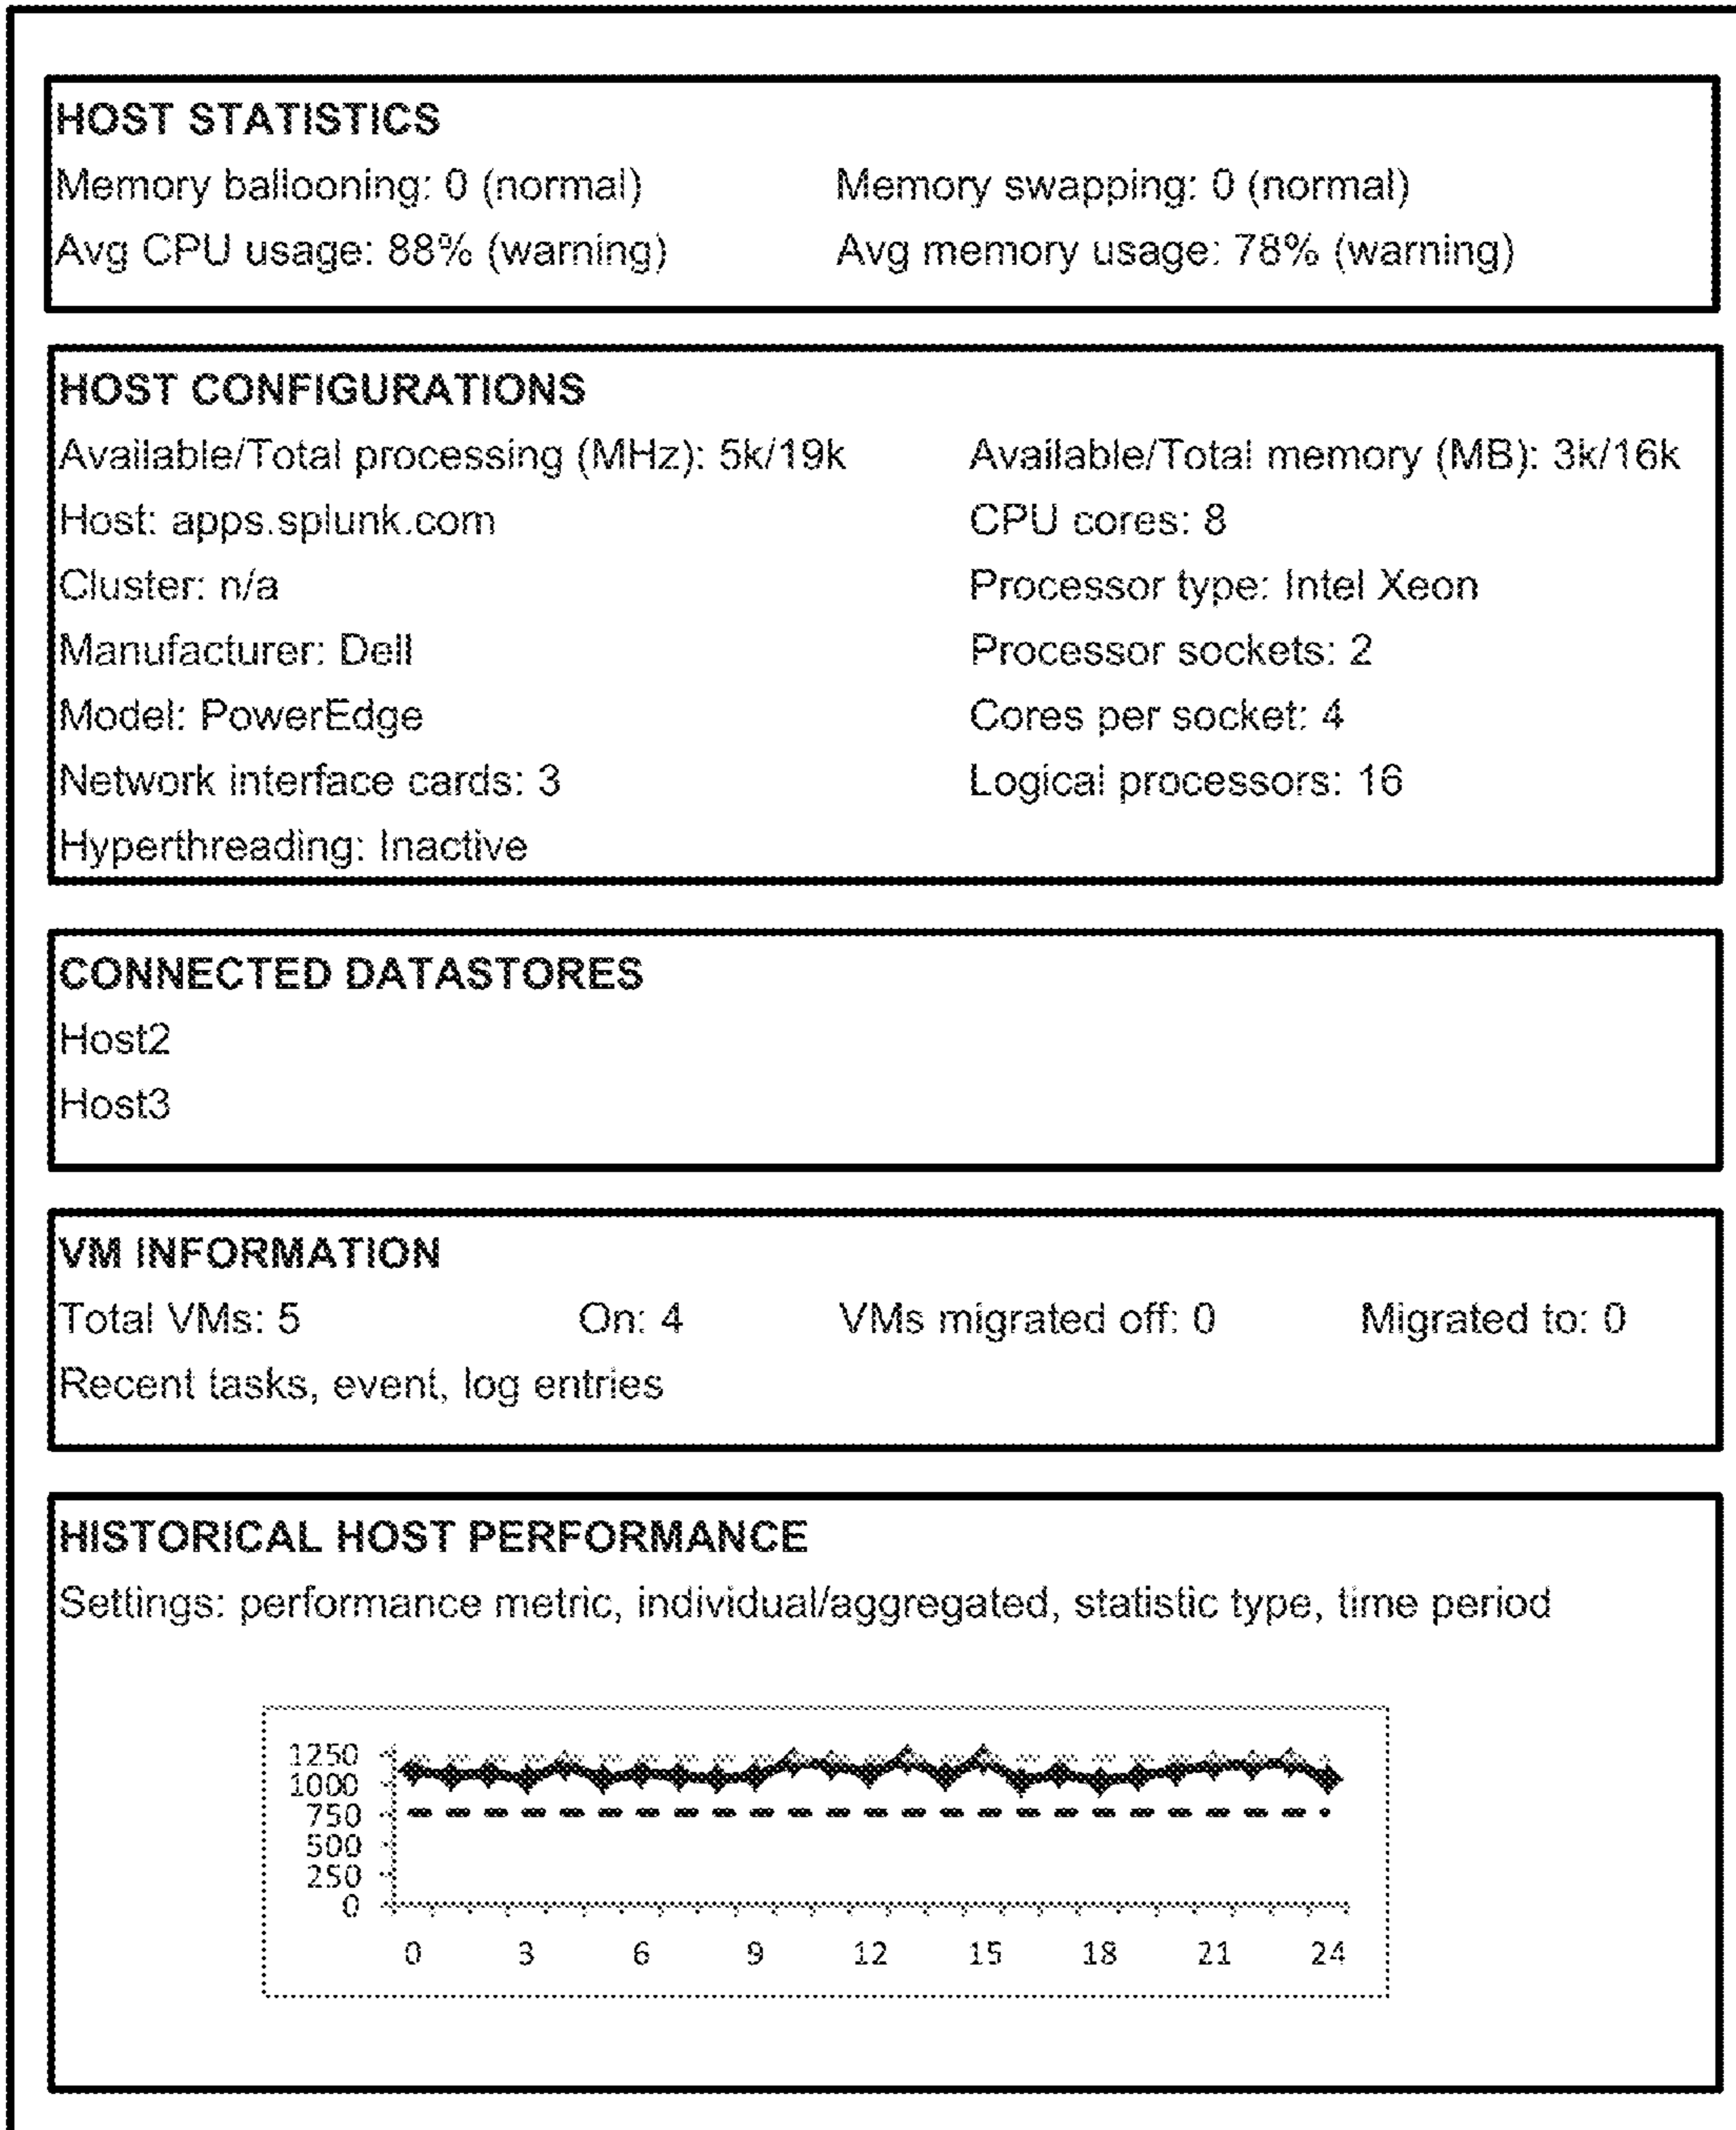 HOST STATISTICS
Memory ballooning: 0 (normal) Memory swapping: 0 (normal)
Avg CPU usage: 88% (warning) Avg memory usage: 78% (warning)
HOST CONFIGURATIONS
Available/Total processing (MHz): 5k/19k Available/Total memory (MB): 3k/16k
Host: apps.splunk.com CPU cores: 8
Cluster: n/a Processor type: Intel Xeon
Manufacturer: Dell Processor sockets: 2
Model: PowerEdge Cores per socket: 4
Network interface cards: 3 Logical processors: 16
Hyperthreading: Inactive
CONNECTED DATASTORES
Host2
Host3
VM INFORMATION
Total VMs: 5 On: 4 VMs migrated off: 0 Migrated to: 0
Recent tasks, event, log entries
HISTORICAL HOST PERFORMANCE
Settings: performance metric, individual/aggregated, statistic type, time period
1250
1000
750
500
250
0
0 3 6 9 12 15 18 21 24